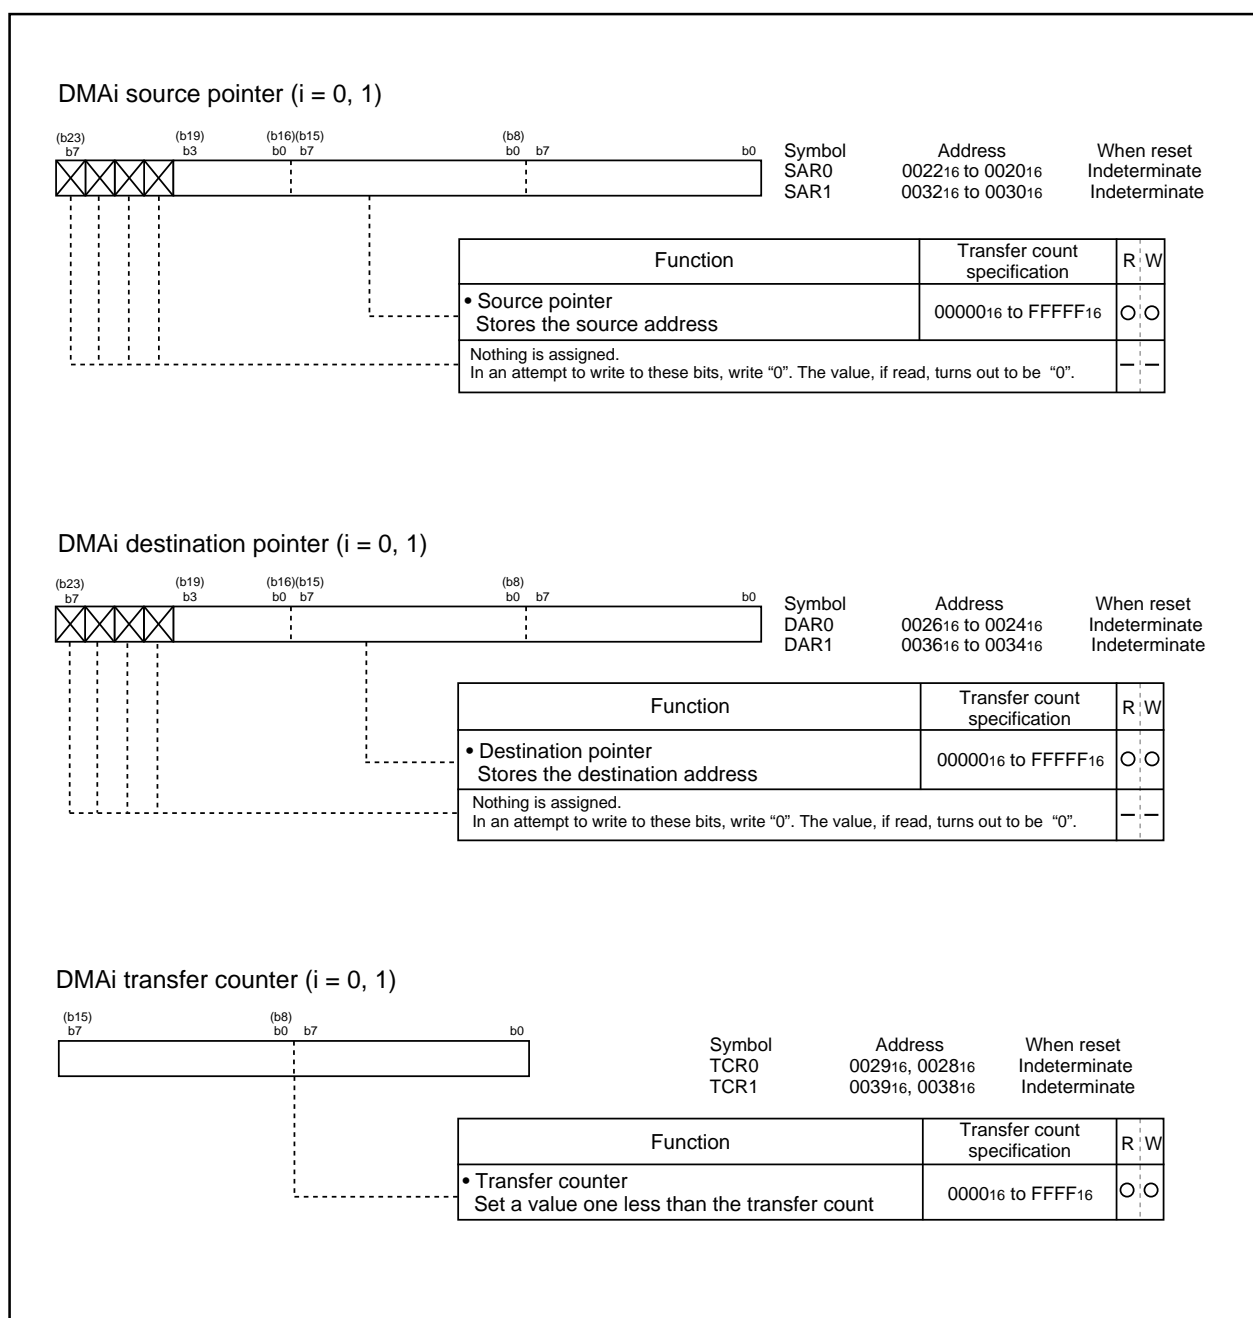 DMAi source pointer (i = 0, 1)
(b23) (b19) (b16)(b15) (b8)
b7 b3 b0 b7 b0 b7 b0
Symbol Address When reset
SAR0 002216 to 002016 Indeterminate
SAR1 003216 to 003016 Indeterminate
Function Transfer count specification R W
• Source pointer
Stores the source address 0000016 to FFFFF16
Nothing is assigned.
In an attempt to write to these bits, write “0”. The value, if read, turns out to be “0”.
DMAi destination pointer (i = 0, 1)
(b23) (b19) (b16)(b15) (b8)
b7 b3 b0 b7 b0 b7 b0
Symbol Address When reset
DAR0 002616 to 002416 Indeterminate
DAR1 003616 to 003416 Indeterminate
Function Transfer count specification R W
• Destination pointer
Stores the destination address 0000016 to FFFFF16
Nothing is assigned.
In an attempt to write to these bits, write “0”. The value, if read, turns out to be “0”.
DMAi transfer counter (i = 0, 1)
(b15) (b8)
b7 b0 b7 b0
Symbol Address When reset
TCR0 002916, 002816 Indeterminate
TCR1 003916, 003816 Indeterminate
Function Transfer count specification R W
• Transfer counter
Set a value one less than the transfer count 000016 to FFFF16